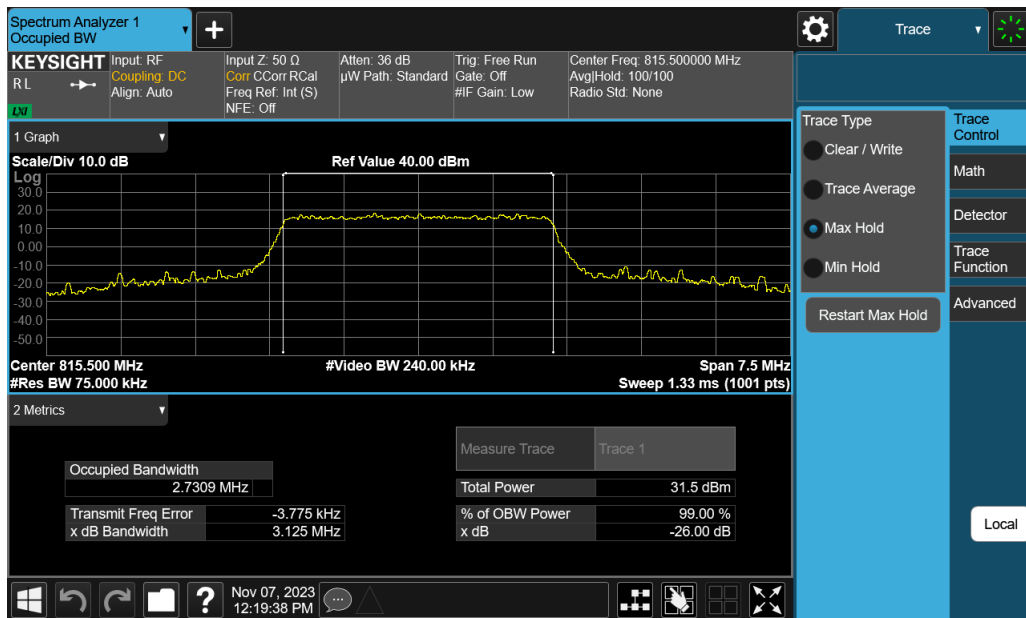 Spectrum Analyzer 1
Occupied BW
+
Trace
KEYSIGHT
R L
LXI
Input: RF
Coupling: DC
Align: Auto
Input Z: 50 Ω
Corr CCorr RCal
Freq Ref: Int (S)
NFE: Off
Atten: 36 dB
µW Path: Standard
Trig: Free Run
Gate: Off
#IF Gain: Low
Center Freq: 815.500000 MHz
Avg|Hold: 100/100
Radio Std: None
1 Graph
Scale/Div 10.0 dB
Ref Value 40.00 dBm
Log
30.0
20.0
10.0
0.00
-10.0
-20.0
-30.0
-40.0
-50.0
Center 815.500 MHz
#Video BW 240.00 kHz
Span 7.5 MHz
#Res BW 75.000 kHz
Sweep 1.33 ms (1001 pts)
2 Metrics
Measure Trace
Trace 1
Occupied Bandwidth
2.7309 MHz
Total Power
31.5 dBm
Transmit Freq Error
-3.775 kHz
% of OBW Power
99.00 %
x dB Bandwidth
3.125 MHz
x dB
-26.00 dB
Trace Type
Clear / Write
Trace Average
Max Hold
Min Hold
Restart Max Hold
Trace
Control
Math
Detector
Trace
Function
Advanced
Local
?
Nov 07, 2023
12:19:38 PM